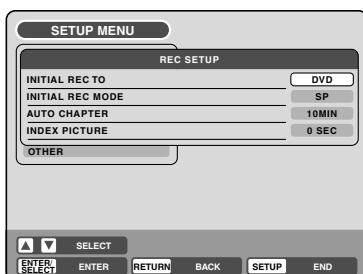 SETUP MENU
REC SETUP
INITIAL REC TO DVD
INITIAL REC MODE SP
AUTO CHAPTER 10MIN
INDEX PICTURE 0 SEC
OTHER
SELECT
ENTER/SELECT ENTER RETURN BACK SETUP END